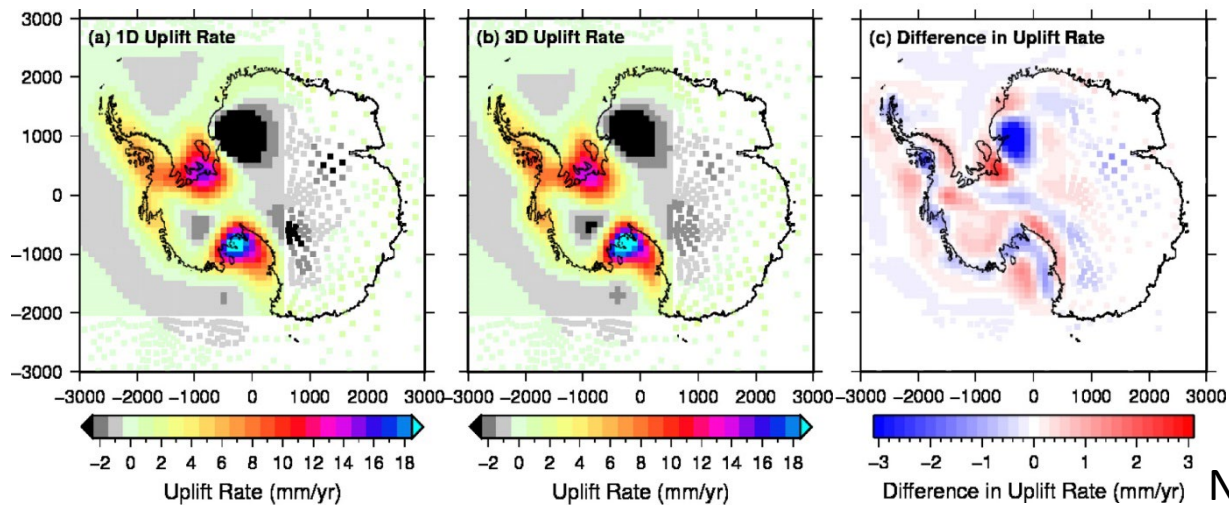 (a) 1D Uplift Rate
(b) 3D Uplift Rate
(c) Difference in Uplift Rate
3000
2000
1000
0
−1000
−2000
−3000
−3000 −2000 −1000 0 1000 2000 3000
−3000 −2000 −1000 0 1000 2000 3000
−3000 −2000 −1000 0 1000 2000 3000
−2 0 2 4 6 8 10 12 14 16 18
−2 0 2 4 6 8 10 12 14 16 18
−3 −2 −1 0 1 2 3
Uplift Rate (mm/yr)
Uplift Rate (mm/yr)
Difference in Uplift Rate (mm/yr)
N